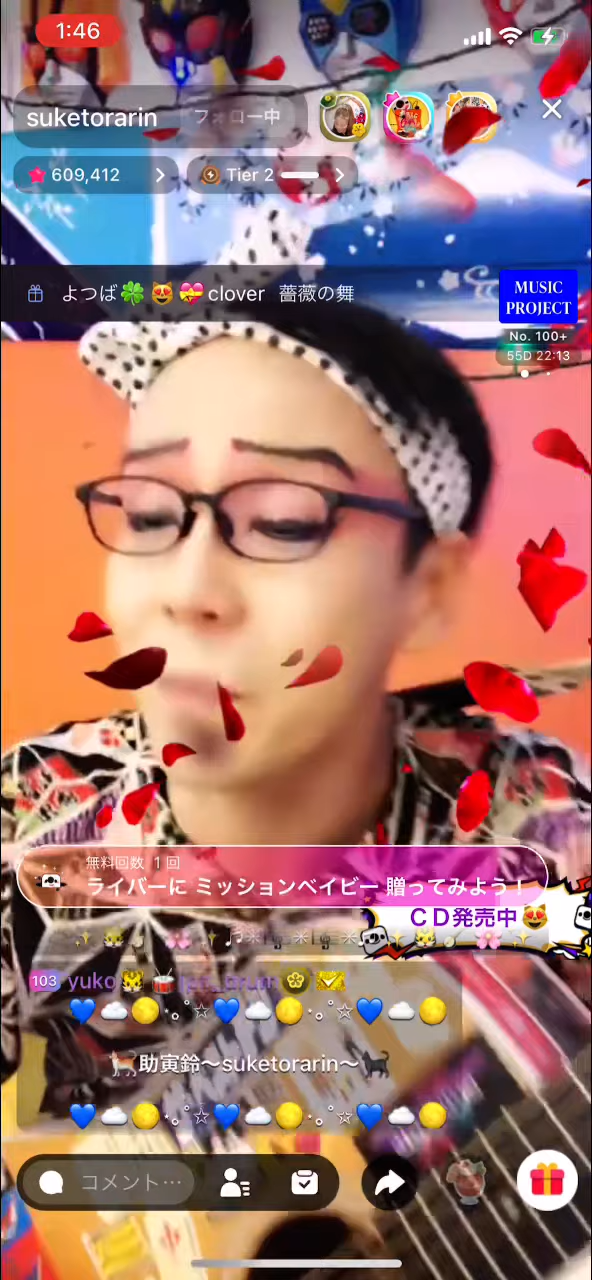 1:46
suketorarin フォロー中
609,412
Tier 2
よつば🍀😻💝clover 薔薇の舞
MUSIC
PROJECT
No. 100+
55D 22:13
無料回数 1 回
ライバーに ミッションベイビー 贈ってみよう！
ＣＤ発売中😻
103 yuko🐯🥁
💙☁️🌕・｡ﾟ☆💙☁️🌕・｡ﾟ☆💙☁️🌕
🐈助寅鈴〜suketorarin〜🐈‍⬛
💙☁️🌕・｡ﾟ☆💙☁️🌕・｡ﾟ☆💙☁️🌕
コメント…